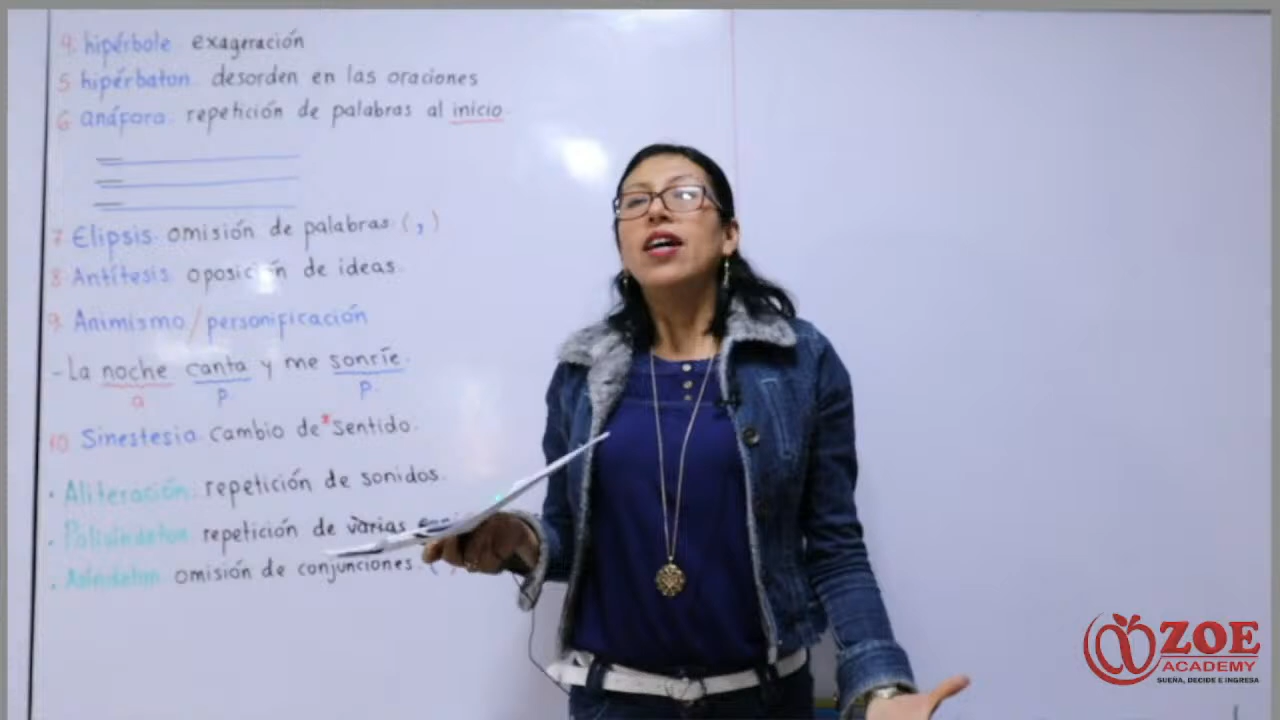 4. hipérbole exageración
5 hipérbaton. desorden en las oraciones
6 anáfora: repetición de palabras al inicio.
7 Elipsis. omisión de palabras (,)
8 Antítesis: oposición de ideas.
9 Animismo / personificación
- La noche canta y me sonríe.
a p. p.
10 Sinestesia cambio de * sentido.
. Aliteración: repetición de sonidos.
. Polisíndeton repetición de varias
. Asíndeton omisión de conjunciones.
ZOE
ACADEMY
SUEÑA, DECIDE E INGRESA